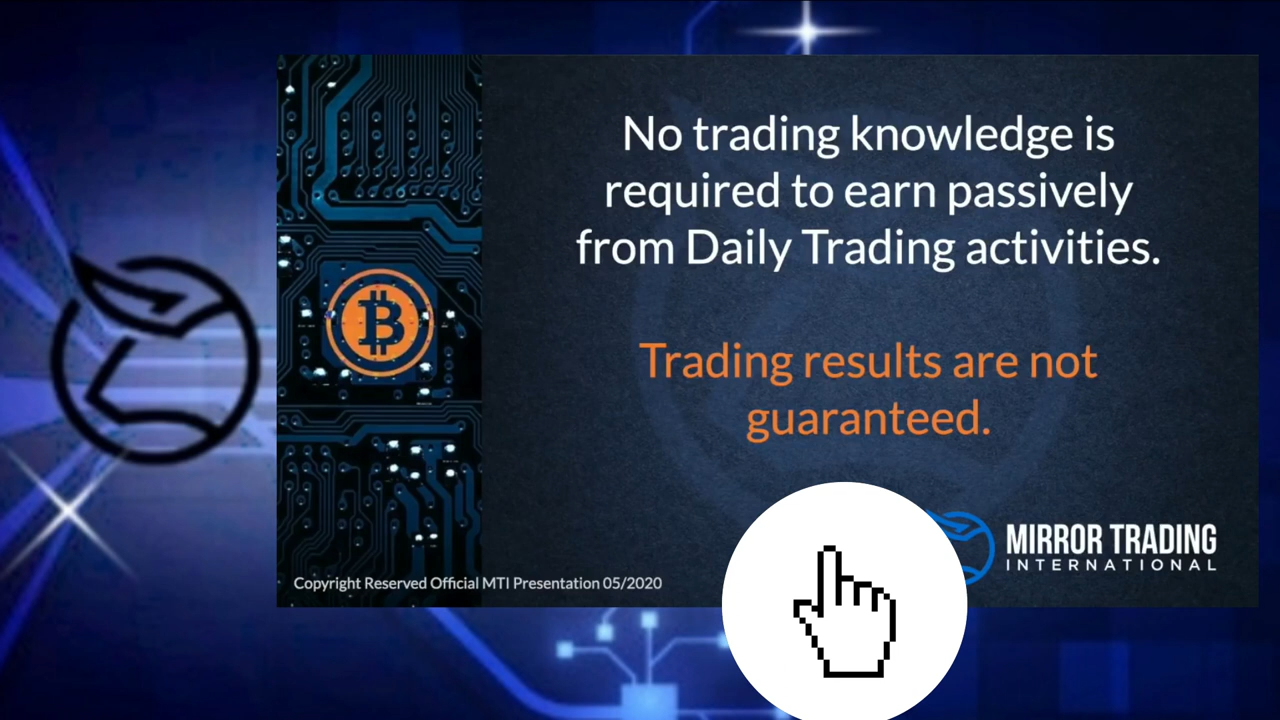 No trading knowledge is
required to earn passively
from Daily Trading activities.
Trading results are not
guaranteed.
MIRROR TRADING
INTERNATIONAL
Copyright Reserved Official MTI Presentation 05/2020